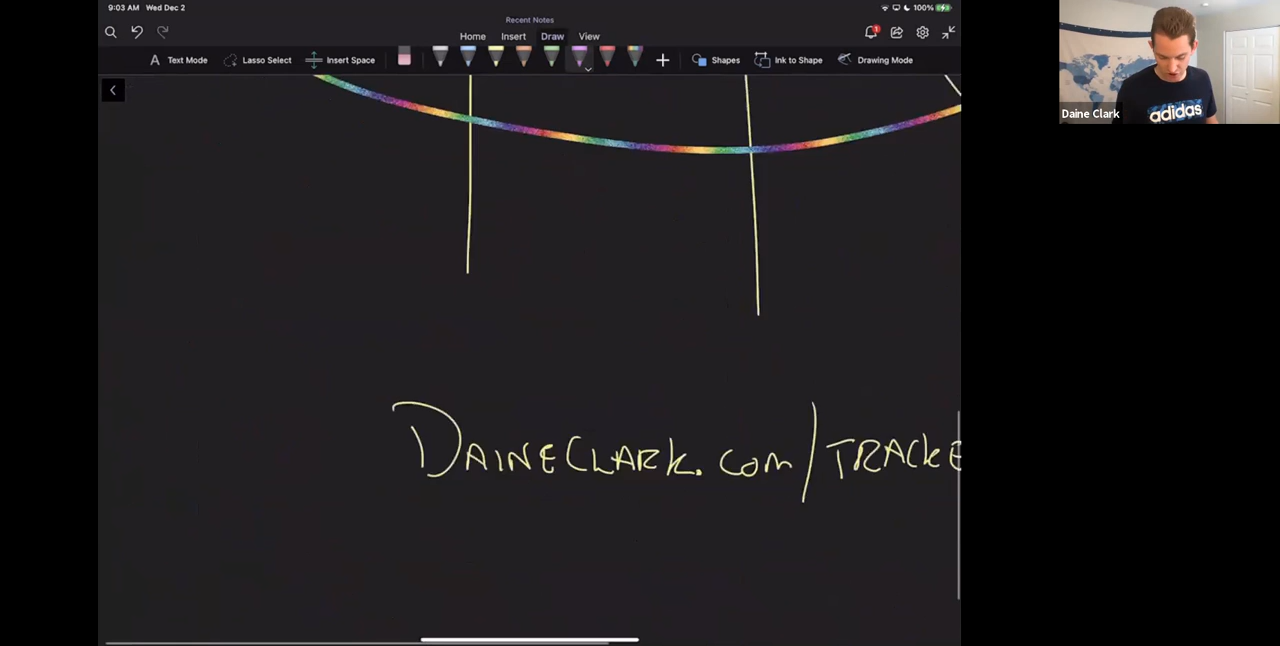 9:03 AM Wed Dec 2
100%
Recent Notes
Home Insert Draw View
1
Text Mode Lasso Select Insert Space Shapes Ink to Shape Drawing Mode
Daine Clark
adidas
DAINECLARK.COM/TRACKE